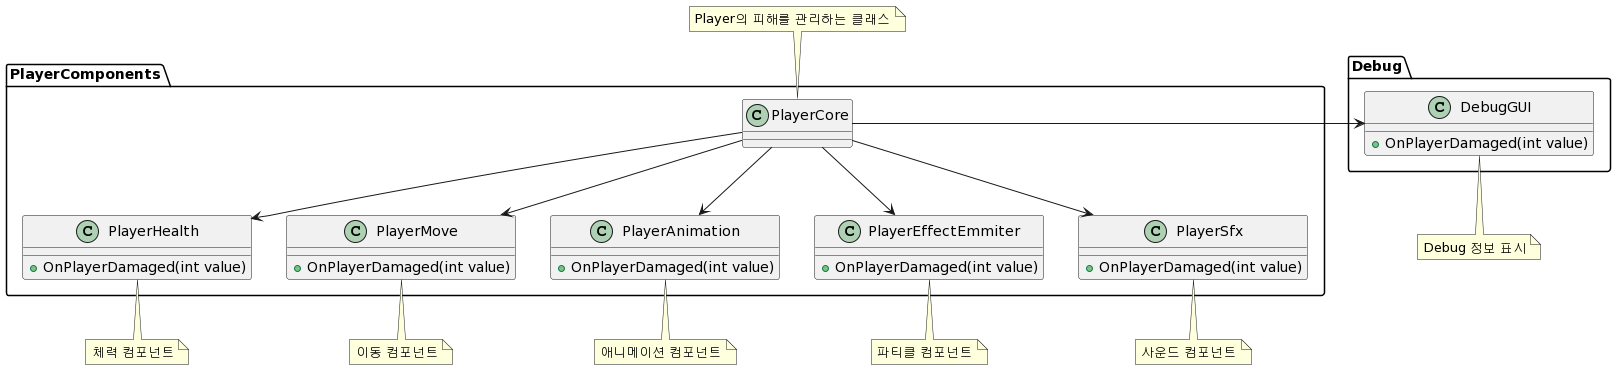 Player의 피해를 관리하는 클래스
PlayerComponents
Debug
C PlayerCore
C DebugGUI
OnPlayerDamaged(int value)
C PlayerHealth
OnPlayerDamaged(int value)
C PlayerMove
OnPlayerDamaged(int value)
C PlayerAnimation
OnPlayerDamaged(int value)
C PlayerEffectEmmiter
OnPlayerDamaged(int value)
C PlayerSfx
OnPlayerDamaged(int value)
Debug 정보 표시
체력 컴포넌트
이동 컴포넌트
애니메이션 컴포넌트
파티클 컴포넌트
사운드 컴포넌트